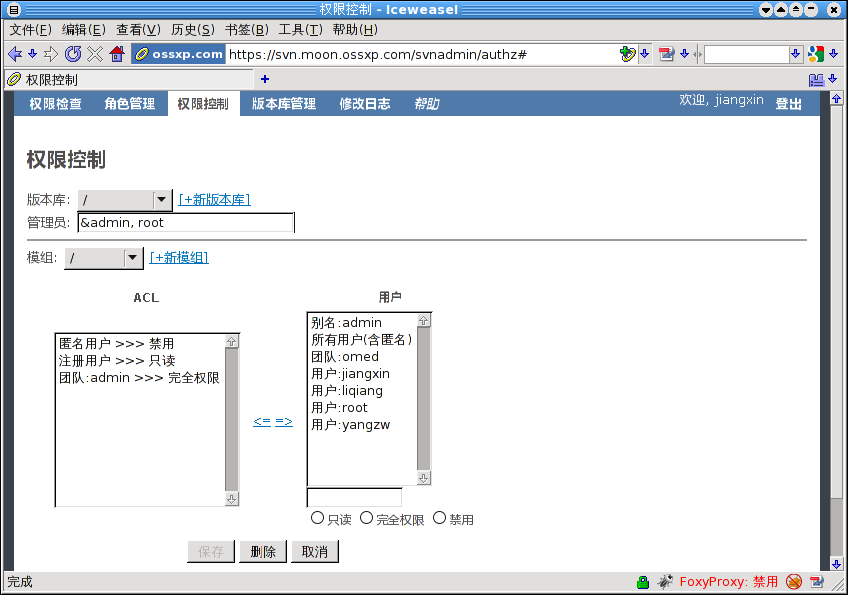 权限控制 - Iceweasel
文件(F) 编辑(E) 查看(V) 历史(S) 书签(B) 工具(T) 帮助(H)
ossxp.com https://svn.moon.ossxp.com/svnadmin/authz#
权限控制
权限检查 角色管理 权限控制 版本库管理 修改日志 帮助 欢迎, jiangxin 登出
权限控制
版本库: / [+新版本库]
管理员: &admin, root
模组: / [+新模组]
ACL
匿名用户 >>> 禁用
注册用户 >>> 只读
团队:admin >>> 完全权限
<= =>
用户
别名:admin
所有用户(含匿名)
团队:omed
用户:jiangxin
用户:liqiang
用户:root
用户:yangzw
只读 完全权限 禁用
保存 删除 取消
完成 FoxyProxy: 禁用